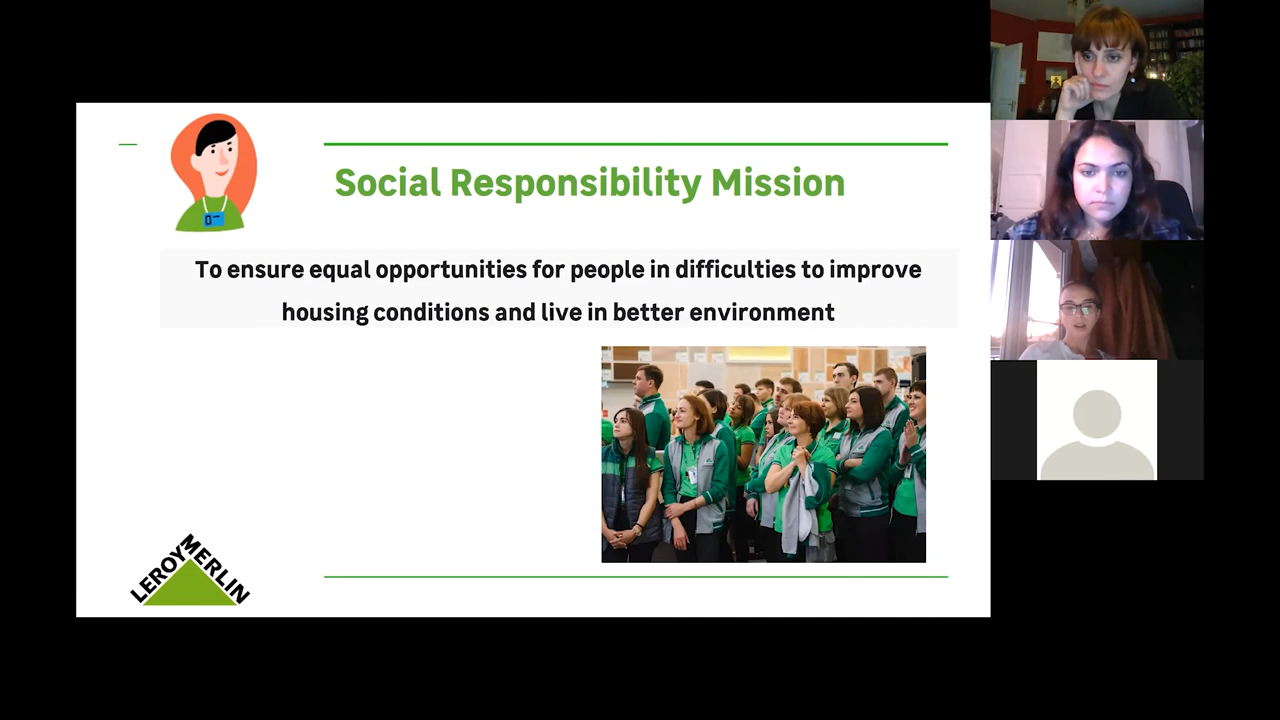 Social Responsibility Mission
To ensure equal opportunities for people in difficulties to improve
housing conditions and live in better environment
LEROY MERLIN